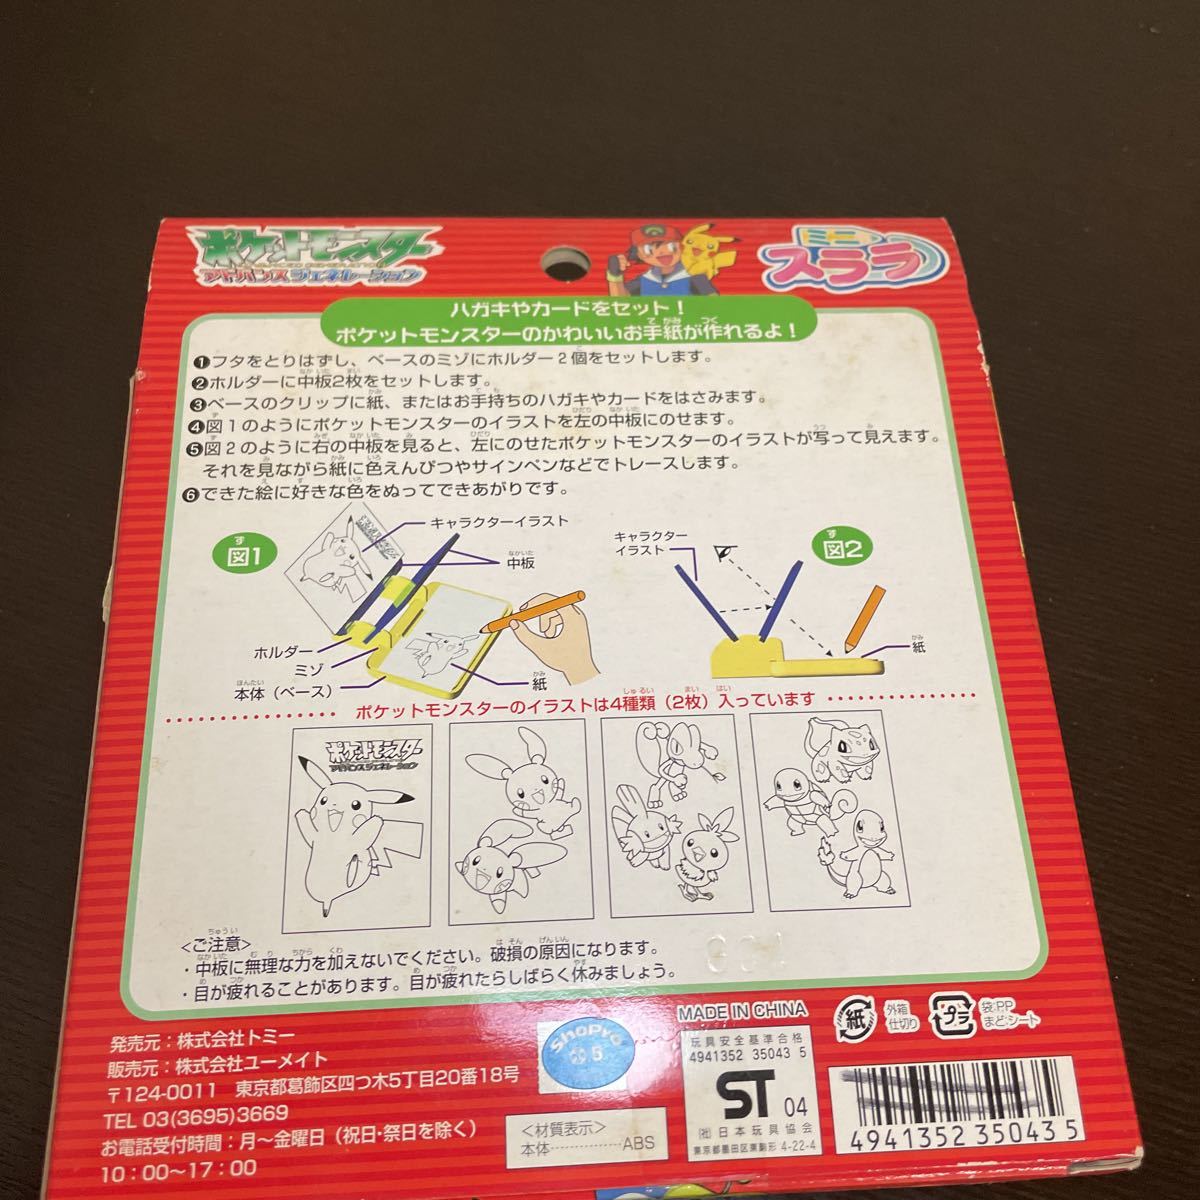 ポケットモンスター
アドバンスジェネレーション
ミニ
スララ
ハガキやカードをセット！
ポケットモンスターのかわいいお手紙が作れるよ！
❶フタをとりはずし、ベースのミゾにホルダー2個をセットします。
❷ホルダーに中板2枚をセットします。
❸ベースのクリップに紙、またはお手持ちのハガキやカードをはさみます。
❹図1のようにポケットモンスターのイラストを左の中板にのせます。
❺図2のように右の中板を見ると、左にのせたポケットモンスターのイラストが写って見えます。
それを見ながら紙に色えんぴつやサインペンなどでトレースします。
❻できた絵に好きな色をぬってできあがりです。
図1
キャラクターイラスト
中板
ホルダー
ミゾ
本体（ベース）
紙
図2
キャラクター
イラスト
紙
ポケットモンスターのイラストは4種類（2枚）入っています
ポケットモンスター
アドバンスジェネレーション
<ご注意>
・中板に無理な力を加えないでください。破損の原因になります。
・目が疲れることがあります。目が疲れたらしばらく休みましょう。
発売元：株式会社トミー
販売元：株式会社ユーメイト
〒124-0011 東京都葛飾区四つ木5丁目20番18号
TEL 03(3695)3669
お電話受付時間：月～金曜日（祝日・祭日を除く）
10：00～17：00
ShoPro
5
<材質表示>
本体…………ABS
MADE IN CHINA
玩具安全基準合格
4941352 35043 5
ST 04
(社)日本玩具協会
東京都墨田区東駒形 4-22-4
紙
外箱
仕切り
プラ
袋:PP
まど:シート
4941352350435